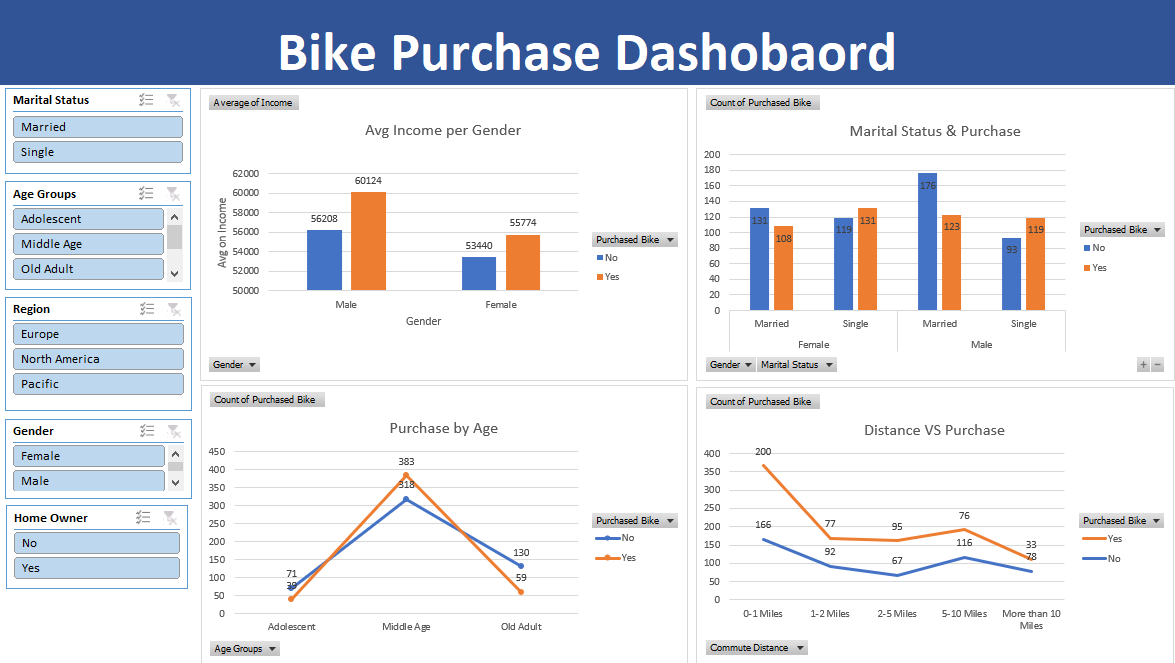 Bike Purchase Dashobaord
Marital Status
Married
Single
Age Groups
Adolescent
Middle Age
Old Adult
Region
Europe
North America
Pacific
Gender
Female
Male
Home Owner
No
Yes
Average of Income
Avg Income per Gender
Avg on Income
62000
60000
58000
56000
54000
52000
50000
56208
60124
53440
55774
Male
Female
Gender
Purchased Bike
No
Yes
Gender
Count of Purchased Bike
Marital Status & Purchase
200
180
160
140
120
100
80
60
40
20
0
131
108
119
131
176
123
93
119
Married
Single
Married
Single
Female
Male
Purchased Bike
No
Yes
Gender
Marital Status
+
−
Count of Purchased Bike
Purchase by Age
450
400
350
300
250
200
150
100
50
0
71
39
383
318
130
59
Adolescent
Middle Age
Old Adult
Purchased Bike
No
Yes
Age Groups
Count of Purchased Bike
Distance VS Purchase
400
350
300
250
200
150
100
50
0
200
166
77
92
95
67
76
116
33
78
0-1 Miles
1-2 Miles
2-5 Miles
5-10 Miles
More than 10
Miles
Purchased Bike
Yes
No
Commute Distance